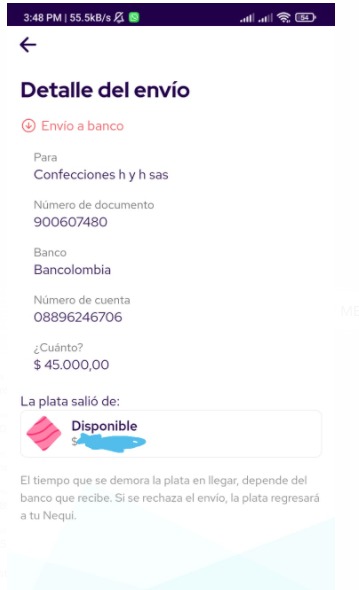 3:48 PM | 55.5kB/s
54
Detalle del envío
Envío a banco
Para
Confecciones h y h sas
Número de documento
900607480
Banco
Bancolombia
Número de cuenta
08896246706
¿Cuánto?
$ 45.000,00
La plata salió de:
Disponible
$
El tiempo que se demora la plata en llegar, depende del
banco que recibe. Si se rechaza el envío, la plata regresará
a tu Nequi.